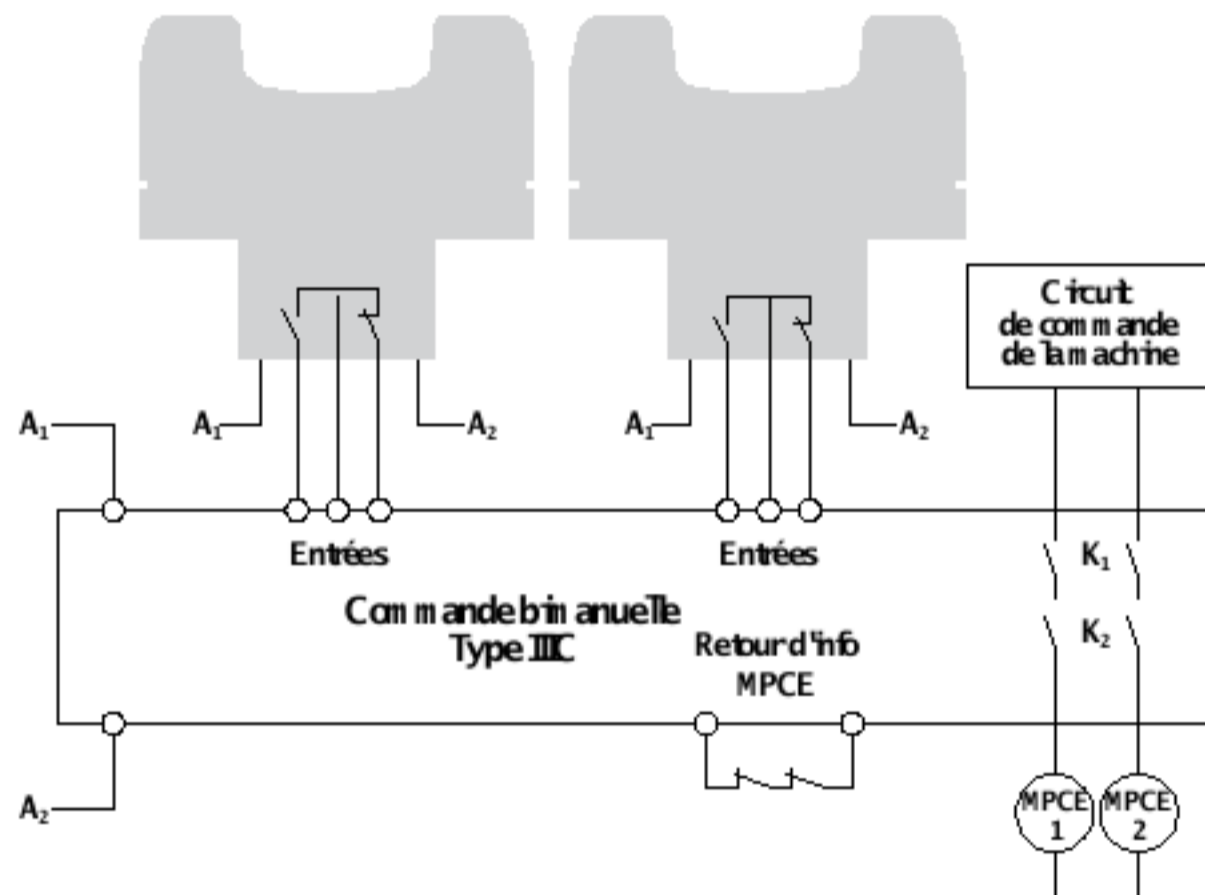 Circuit
de commande
de la machine
A₁
A₁
A₂
A₁
A₂
Entrées
Entrées
K₁
Commande bimanuelle
Type IIIC
Retour d'info
MPCE
K₂
A₂
MPCE
1
MPCE
2